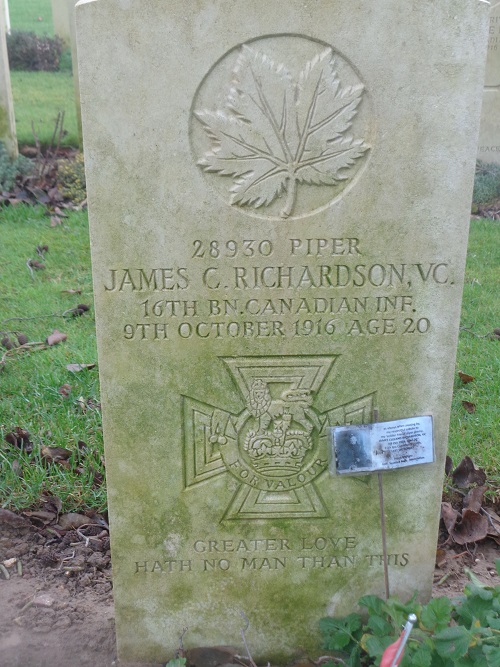 28930 PIPER
JAMES C. RICHARDSON, VC.
16TH BN. CANADIAN INF.
9TH OCTOBER 1916 AGE 20
FOR VALOUR
GREATER LOVE
HATH NO MAN THAN THIS